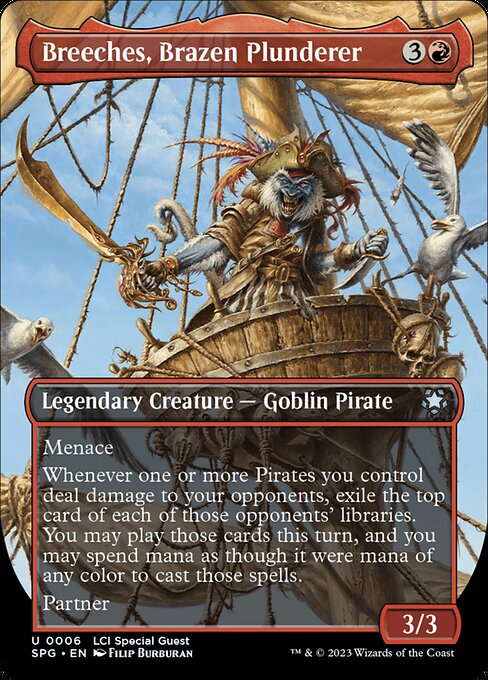 Breeches, Brazen Plunderer 3
Legendary Creature — Goblin Pirate
Menace
Whenever one or more Pirates you control
deal damage to your opponents, exile the top
card of each of those opponents' libraries.
You may play those cards this turn, and you
may spend mana as though it were mana of
any color to cast those spells.
Partner
3/3
U 0006 LCI Special Guest
SPG • EN Filip Burburan
™ & © 2023 Wizards of the Coast